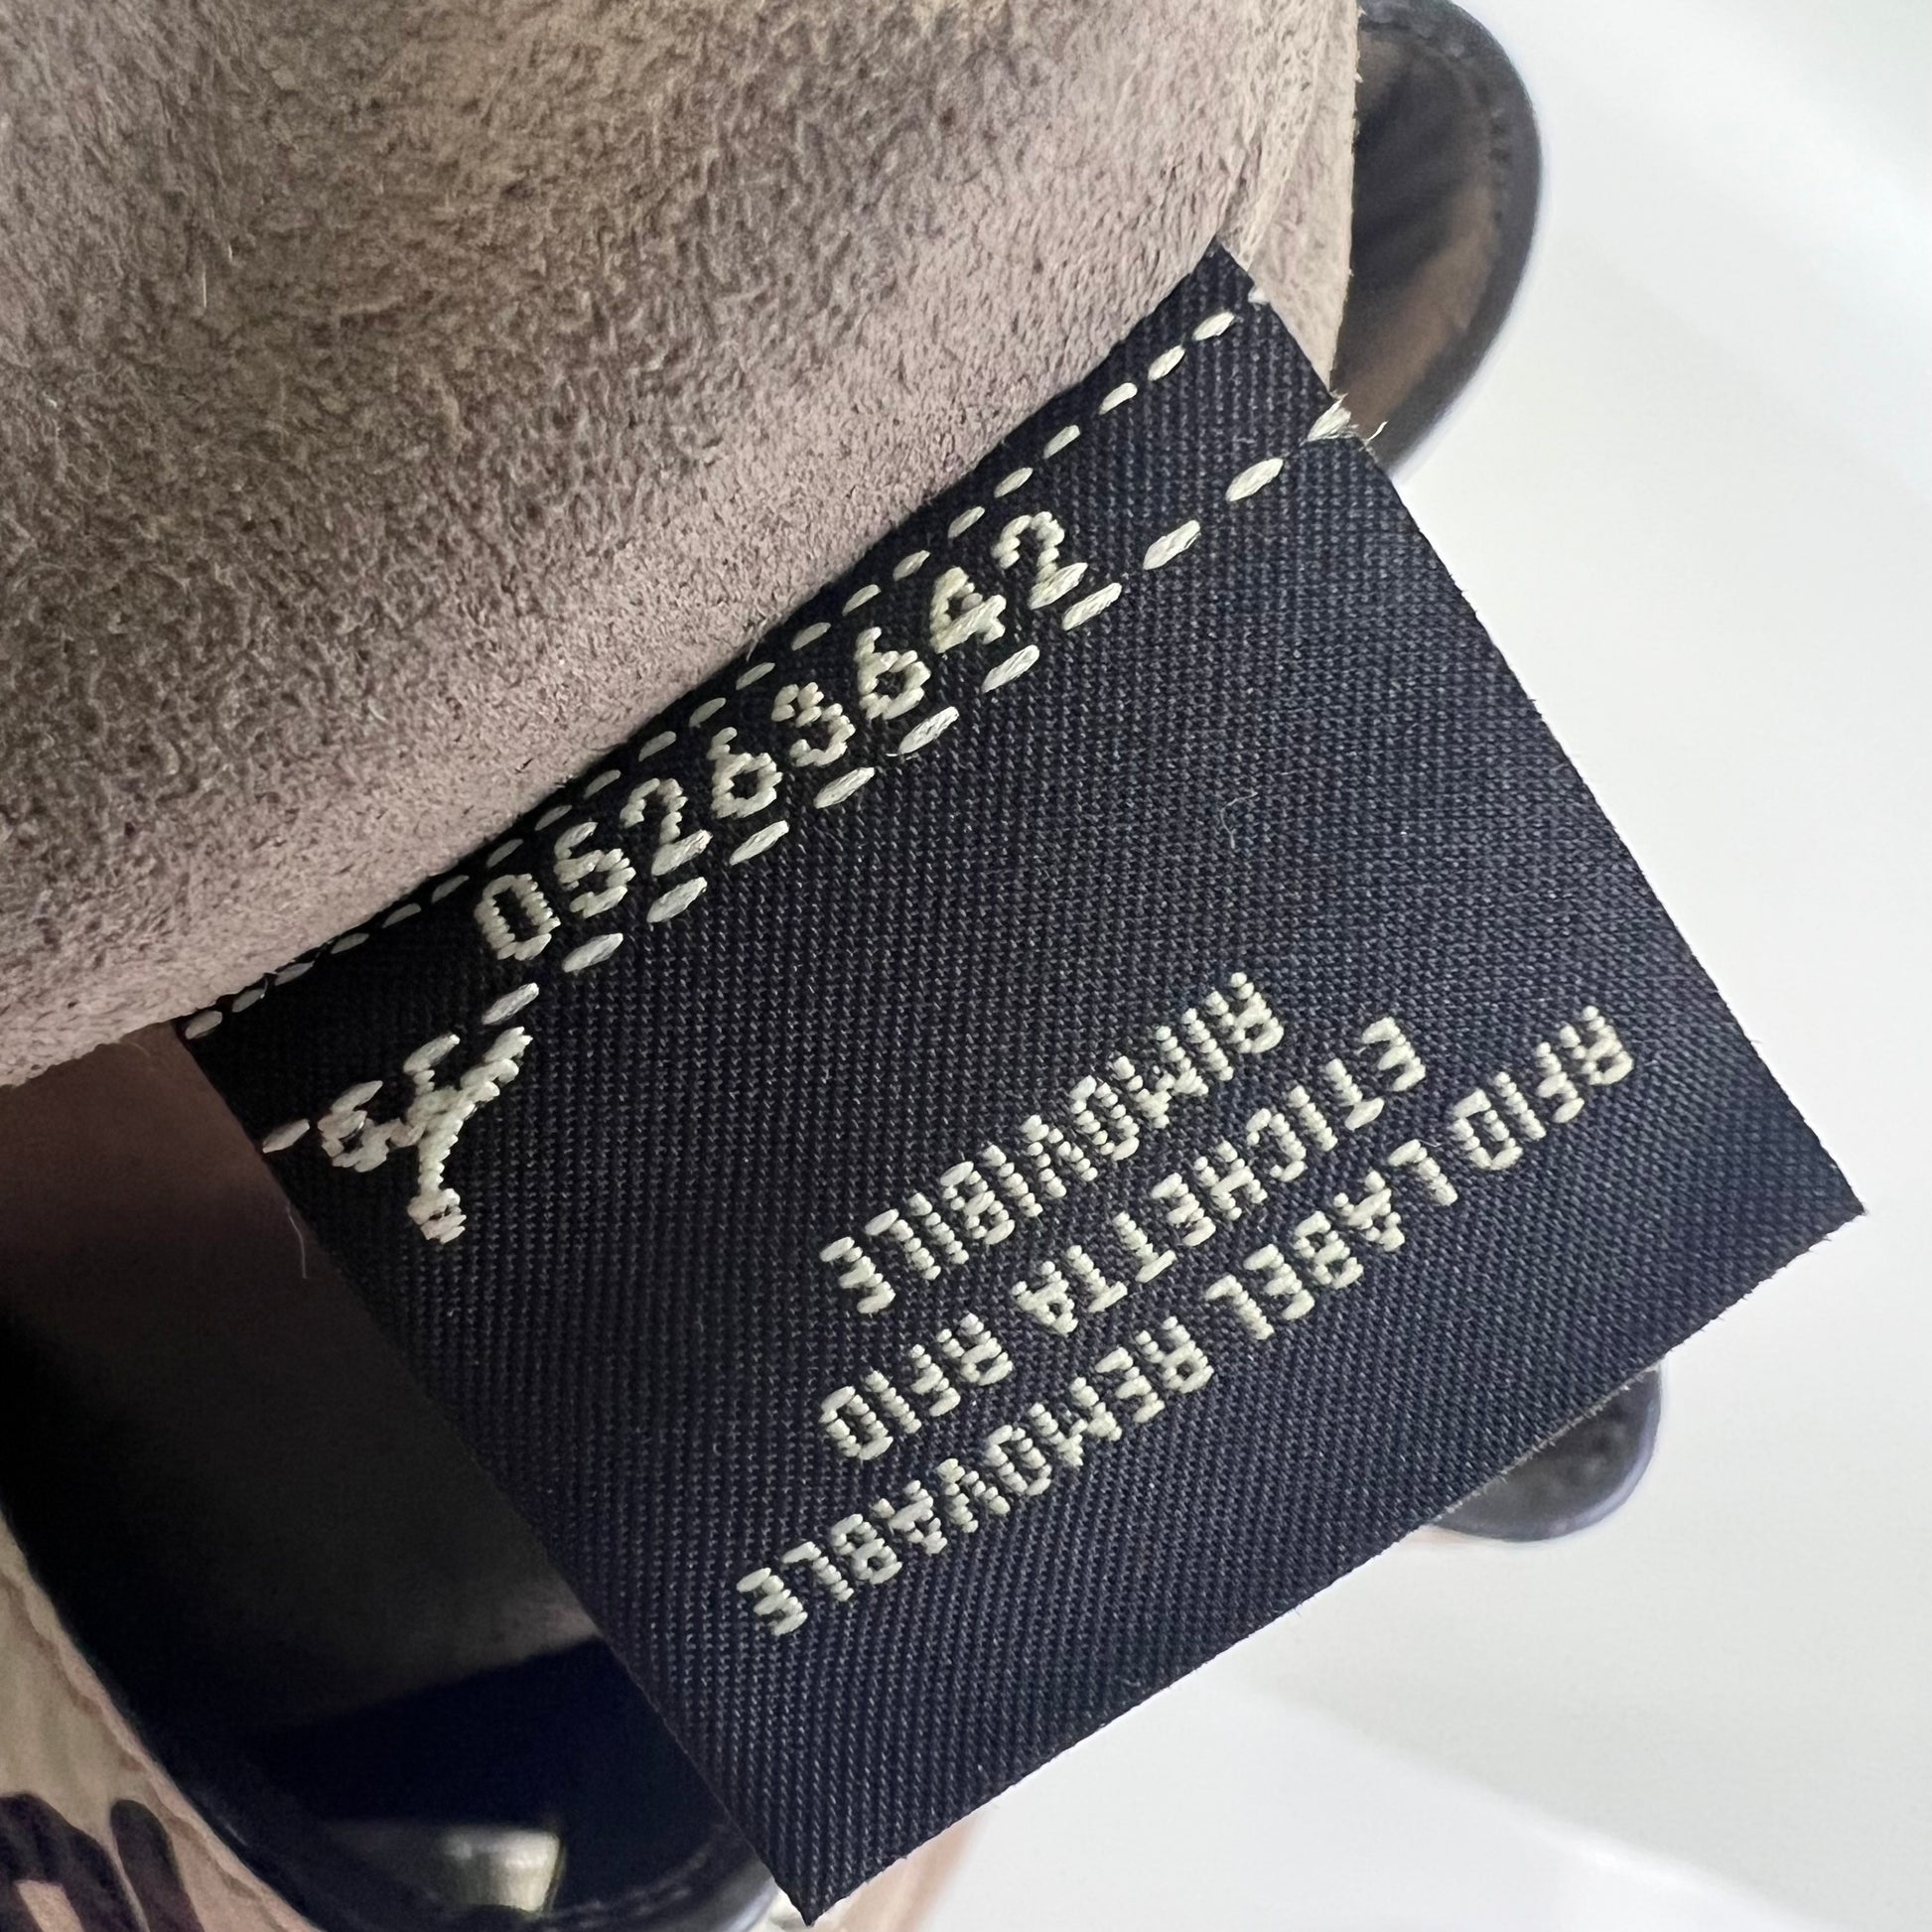 05263642
RFID LABEL REMOVABLE
ETICHETTA RFID
RIMOVIBILE